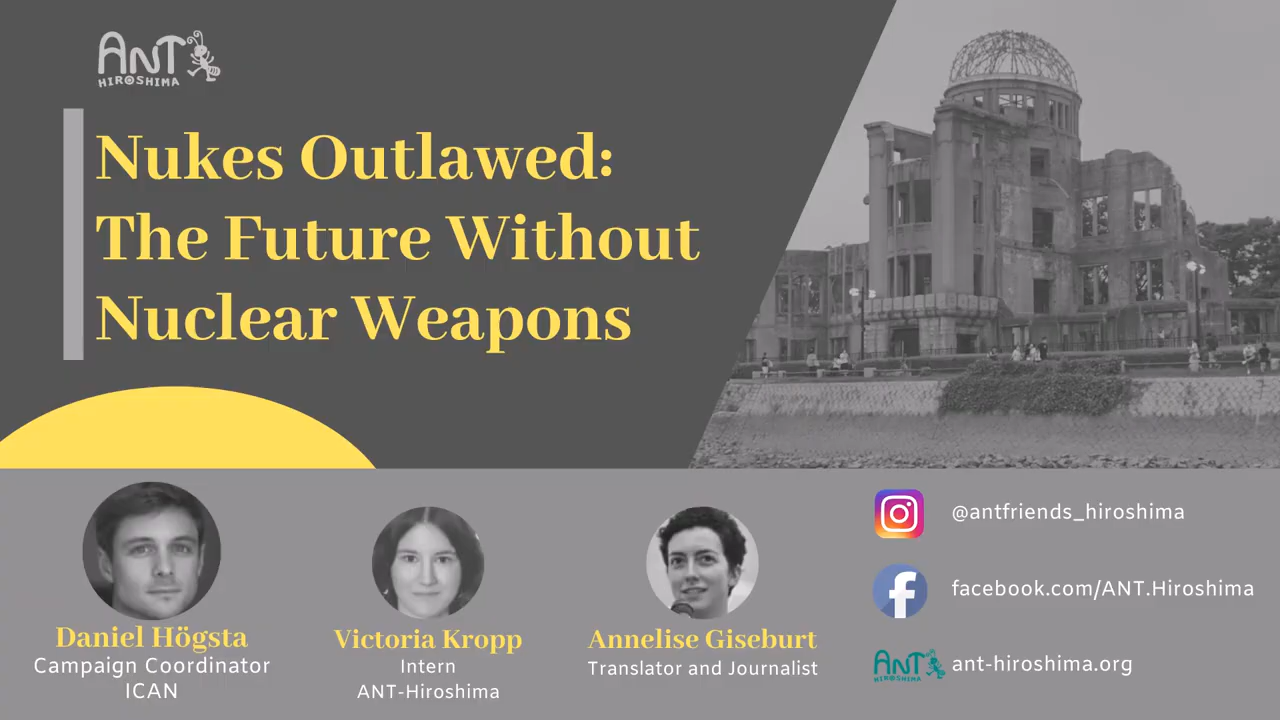 ANT
HIROSHIMA
Nukes Outlawed:
The Future Without
Nuclear Weapons
Daniel Högsta
Campaign Coordinator
ICAN
Victoria Kropp
Intern
ANT-Hiroshima
Annelise Giseburt
Translator and Journalist
@antfriends_hiroshima
facebook.com/ANT.Hiroshima
ANT
HIROSHIMA
ant-hiroshima.org